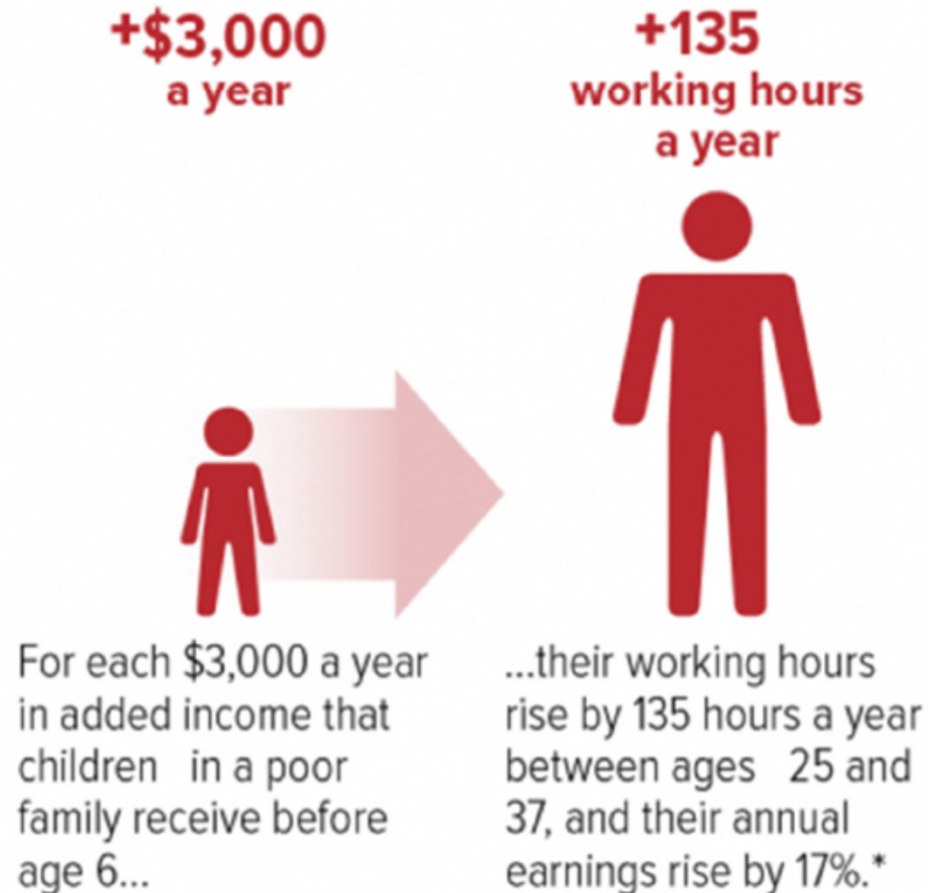 +$3,000
a year
+135
working hours
a year
For each $3,000 a year
in added income that
children in a poor
family receive before
age 6...
...their working hours
rise by 135 hours a year
between ages 25 and
37, and their annual
earnings rise by 17%.*